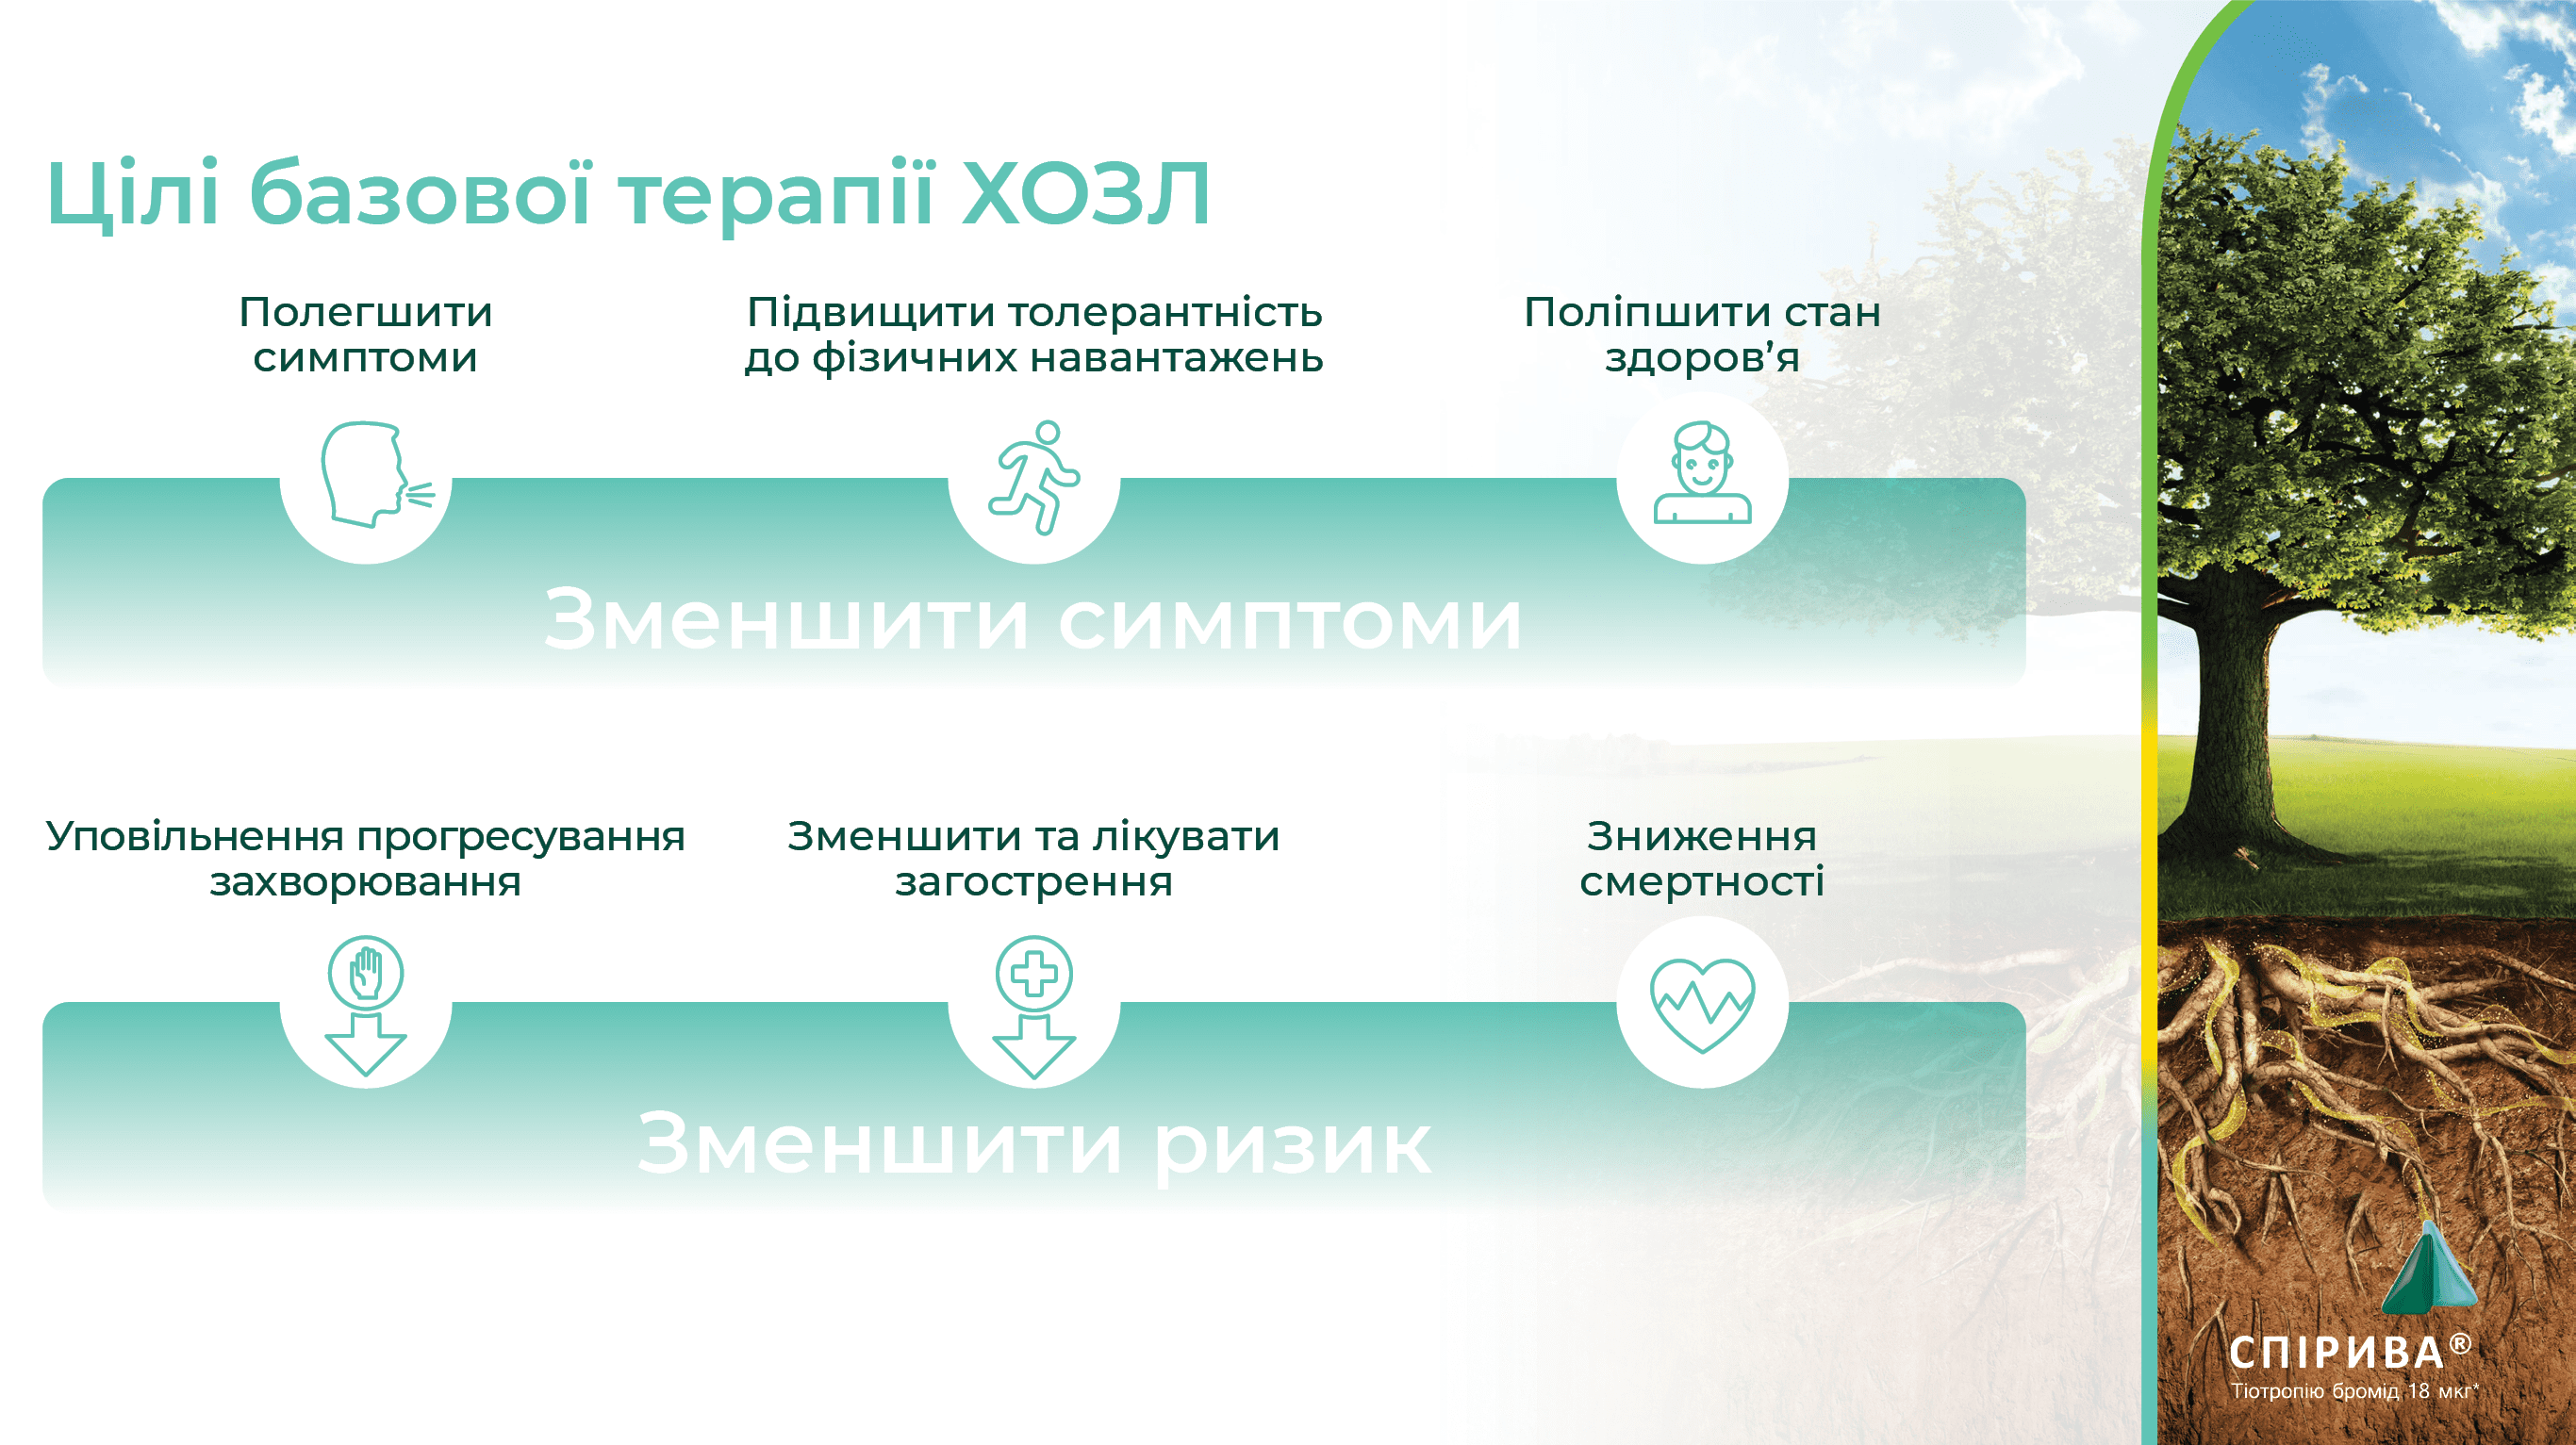 Цілі базової терапії ХОЗЛ
Полегшити
симптоми
Підвищити толерантність
до фізичних навантажень
Поліпшити стан
здоров’я
Зменшити симптоми
Уповільнення прогресування
захворювання
Зменшити та лікувати
загострення
Зниження
смертності
Зменшити ризик
СПІРИВА®
Тіотропію бромід 18 мкг*